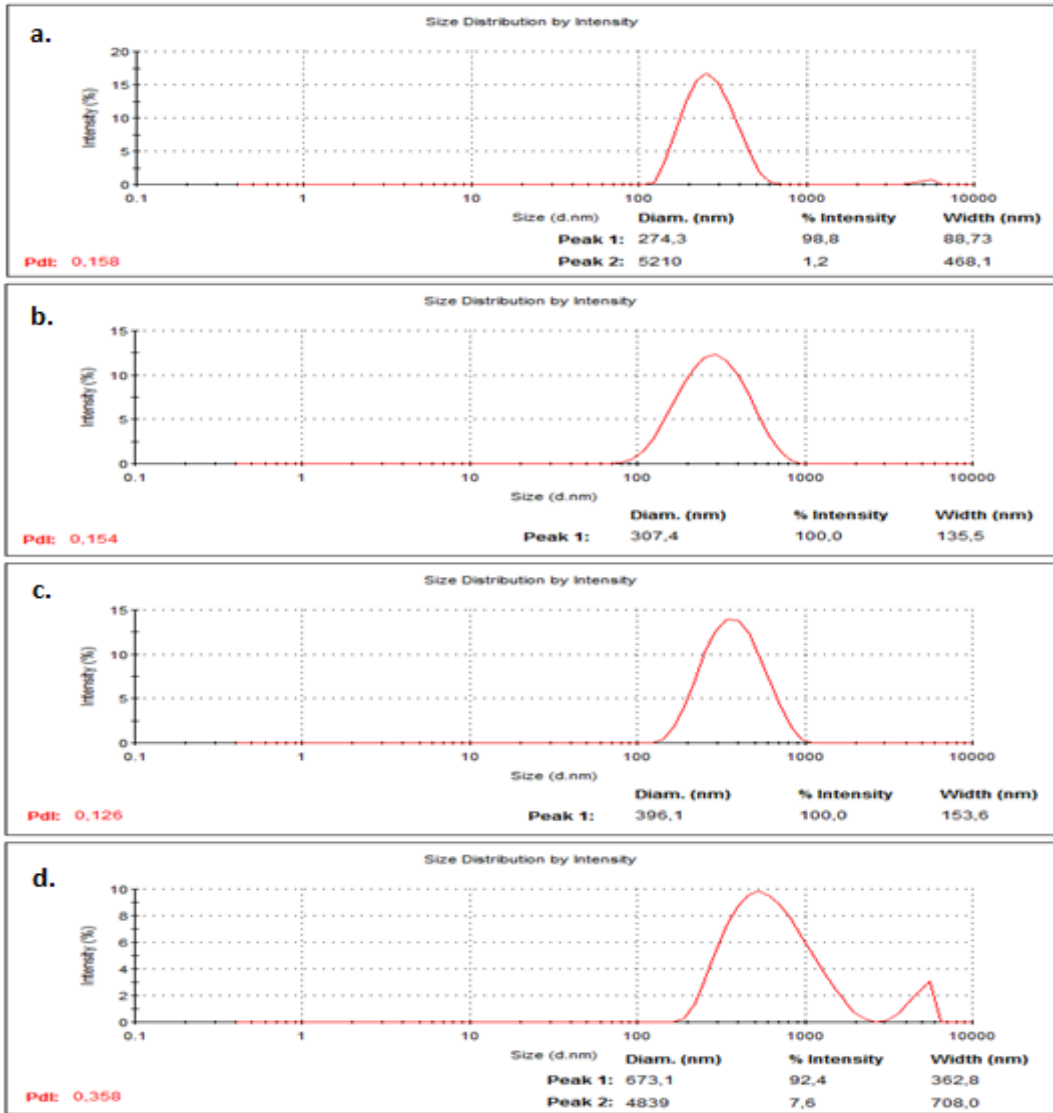 a.
Size Distribution by Intensity
Intensity (%)
20
15
10
5
0
0.1 1 10 100 1000 10000
Size (d.nm) Diam. (nm) % Intensity Width (nm)
Peak 1: 274,3 98,8 88,73
PdI: 0,158 Peak 2: 5210 1,2 468,1
b.
Size Distribution by Intensity
Intensity (%)
15
10
5
0
0.1 1 10 100 1000 10000
Size (d.nm)
Diam. (nm) % Intensity Width (nm)
PdI: 0,154 Peak 1: 307,4 100,0 135,5
c.
Size Distribution by Intensity
Intensity (%)
15
10
5
0
0.1 1 10 100 1000 10000
Size (d.nm)
Diam. (nm) % Intensity Width (nm)
PdI: 0,126 Peak 1: 396,1 100,0 153,6
d.
Size Distribution by Intensity
Intensity (%)
10
8
6
4
2
0
0.1 1 10 100 1000 10000
Size (d.nm) Diam. (nm) % Intensity Width (nm)
Peak 1: 673,1 92,4 362,8
PdI: 0,358 Peak 2: 4839 7,6 708,0